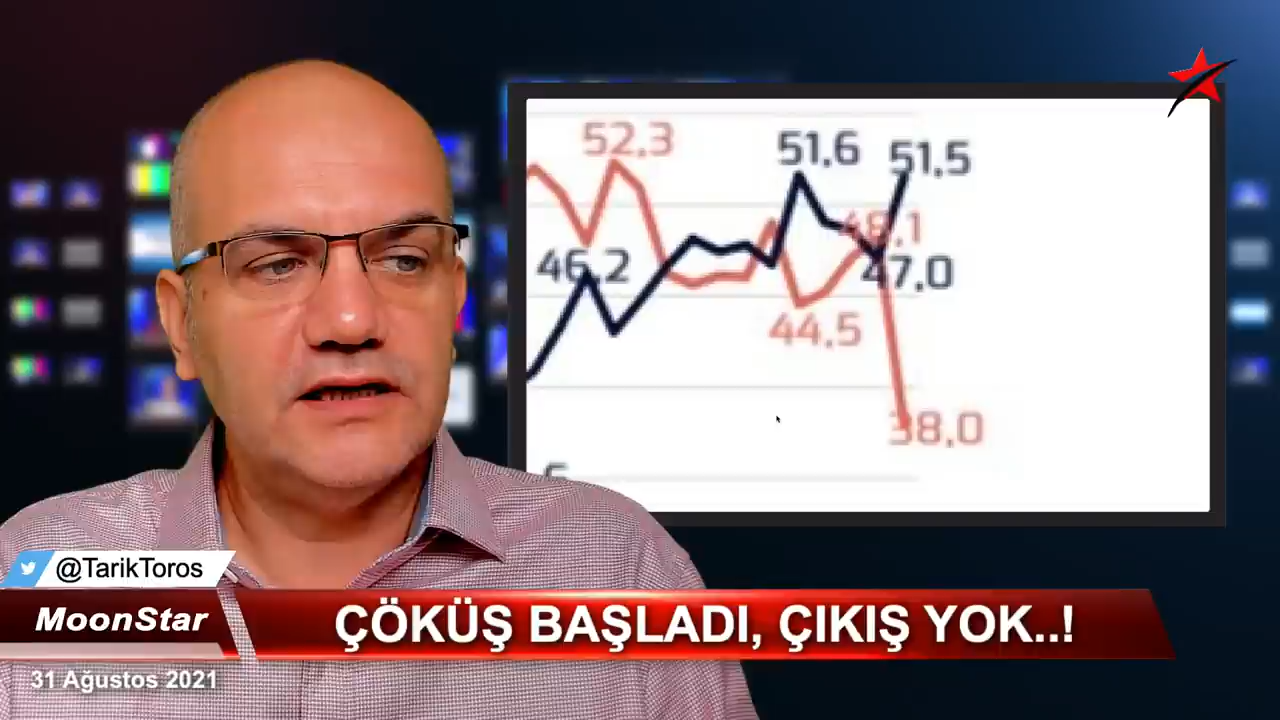 52,3
51,6
51,5
48,1
46,2
47,0
44,5
38,0
@TarikToros
MoonStar
ÇÖKÜŞ BAŞLADI, ÇIKIŞ YOK..!
31 Ağustos 2021